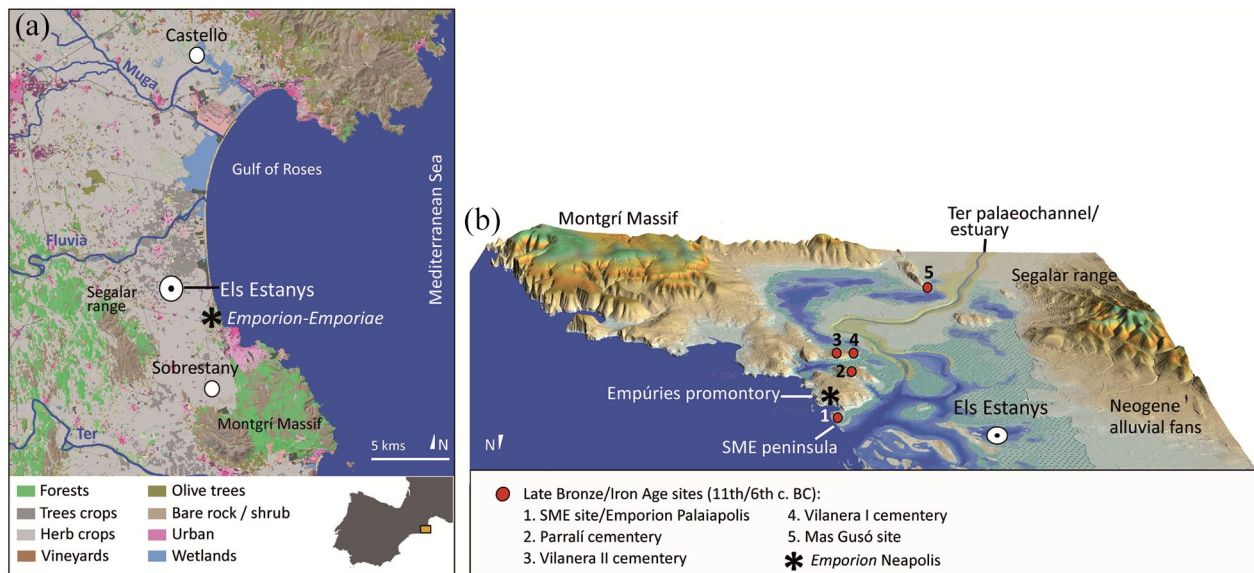 (a)
Castellò
Muga
Gulf of Roses
Mediterranean Sea
Fluvia
Segalar
range
Els Estanys
Emporion-Emporiae
Sobrestany
Montgrí Massif
Ter
5 kms
N
Forests
Trees crops
Herb crops
Vineyards
Olive trees
Bare rock / shrub
Urban
Wetlands
(b)
Montgrí Massif
Ter palaeochannel/
estuary
Segalar range
5
3 4
2
Empúries promontory
1
SME peninsula
Els Estanys
Neogene
alluvial fans
N
Late Bronze/Iron Age sites (11th/6th c. BC):
1. SME site/Emporion Palaiapolis
2. Parralí cementery
3. Vilanera II cementery
4. Vilanera I cementery
5. Mas Gusó site
Emporion Neapolis